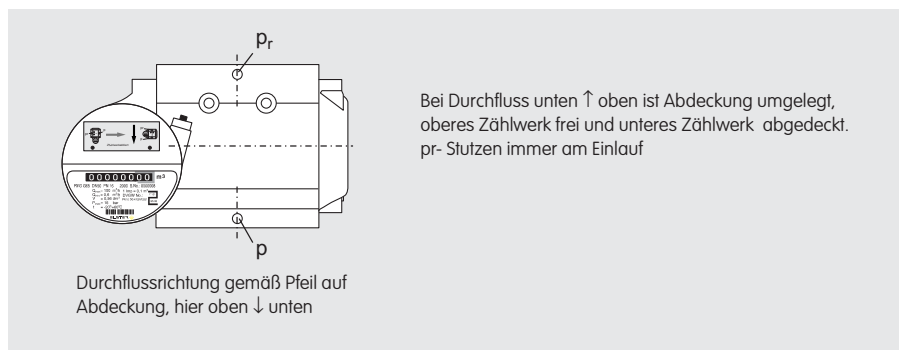 pr
m³
p
Durchflussrichtung gemäß Pfeil auf
Abdeckung, hier oben ↓ unten
Bei Durchfluss unten ↑ oben ist Abdeckung umgelegt,
oberes Zählwerk frei und unteres Zählwerk abgedeckt.
pr- Stutzen immer am Einlauf